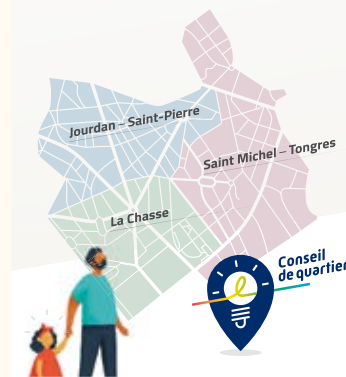 Jourdan – Saint-Pierre
Saint Michel – Tongres
La Chasse
Conseil
de quartier